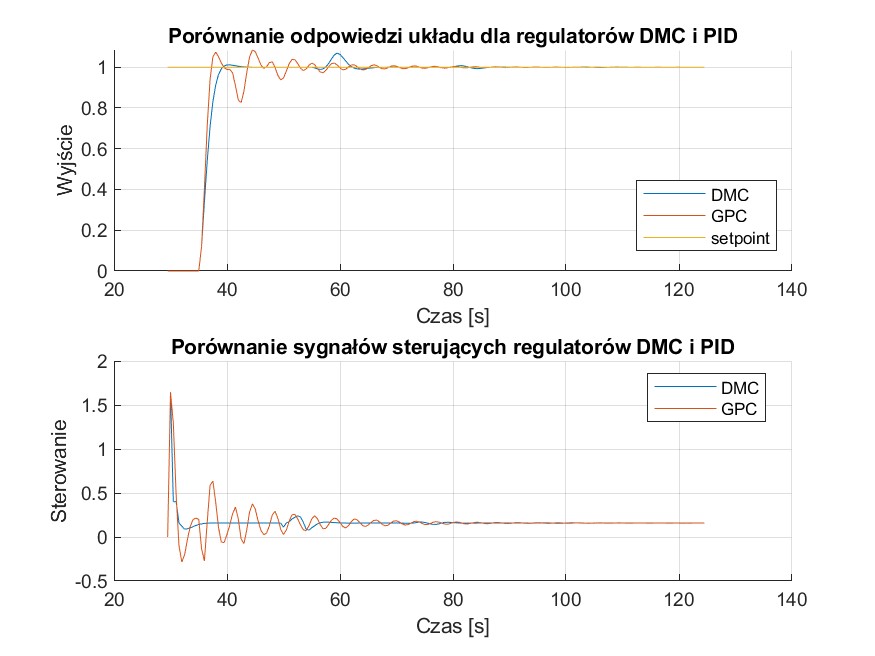 Porównanie odpowiedzi układu dla regulatorów DMC i PID
1
0.8
0.6
0.4
0.2
0
Wyjście
DMC
GPC
setpoint
20 40 60 80 100 120 140
Czas [s]
Porównanie sygnałów sterujących regulatorów DMC i PID
2
1.5
1
0.5
0
-0.5
Sterowanie
DMC
GPC
20 40 60 80 100 120 140
Czas [s]